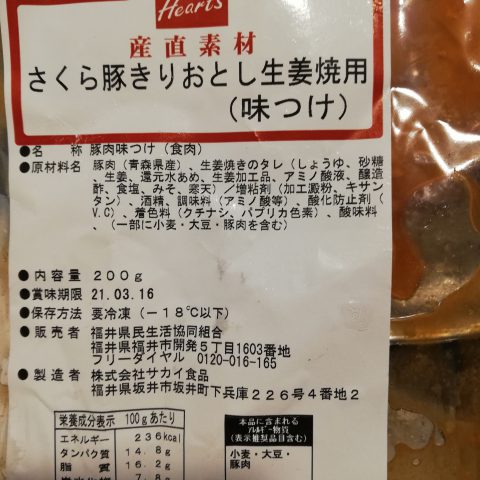 Hearts
産直素材
さくら豚きりおとし生姜焼用
(味つけ)
●名　称　豚肉味つけ(食肉)
●原材料名　豚肉(青森県産)、生姜焼きのタレ(しょうゆ、砂糖
、生姜、還元水あめ、生姜加工品、アミノ酸液、醸造
酢、食塩、みそ、寒天)／増粘剤(加工澱粉、キサン
タン)、酒精、調味料(アミノ酸等)、酸化防止剤(
V.C)、着色料(クチナシ、パプリカ色素)、酸味料
、(一部に小麦・大豆・豚肉を含む)
●内容量　200g
●賞味期限　21.03.16
●保存方法　要冷凍(－18℃以下)
●販売者　福井県民生活協同組合
福井県福井市開発5丁目1603番地
フリーダイヤル 0120-016-165
●製造者　株式会社サカイ食品
福井県坂井市坂井町下兵庫226号4番地2
栄養成分表示　100gあたり
エネルギー　236kcal
タンパク質　14.8g
脂質　16.2g
7.8g
本品に含まれる
アレルギー物質
(表示推奨品目含む)
小麦・大豆・
豚肉